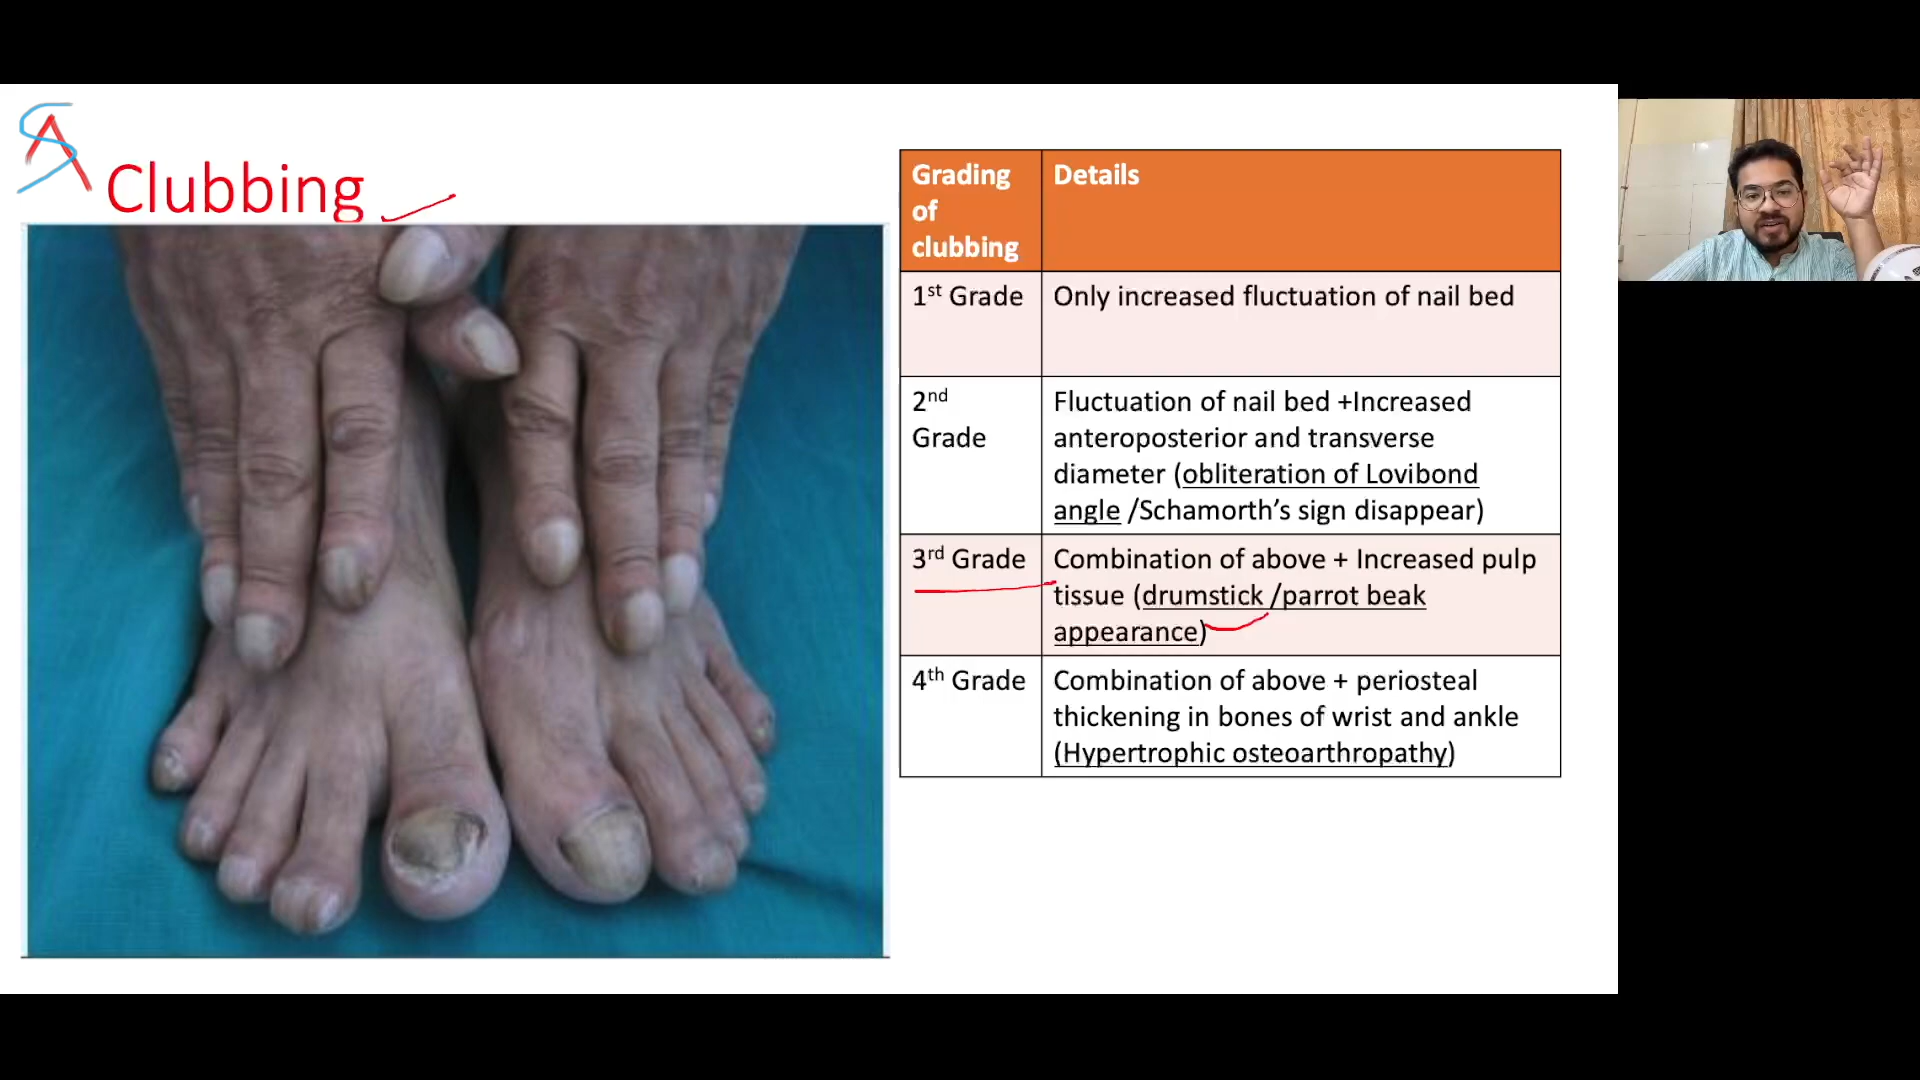 SA
Clubbing
Grading of clubbing
Details
1st Grade
Only increased fluctuation of nail bed
2nd
Grade
Fluctuation of nail bed +Increased
anteroposterior and transverse
diameter (obliteration of Lovibond
angle /Schamorth’s sign disappear)
3rd Grade
Combination of above + Increased pulp
tissue (drumstick /parrot beak
appearance)
4th Grade
Combination of above + periosteal
thickening in bones of wrist and ankle
(Hypertrophic osteoarthropathy)